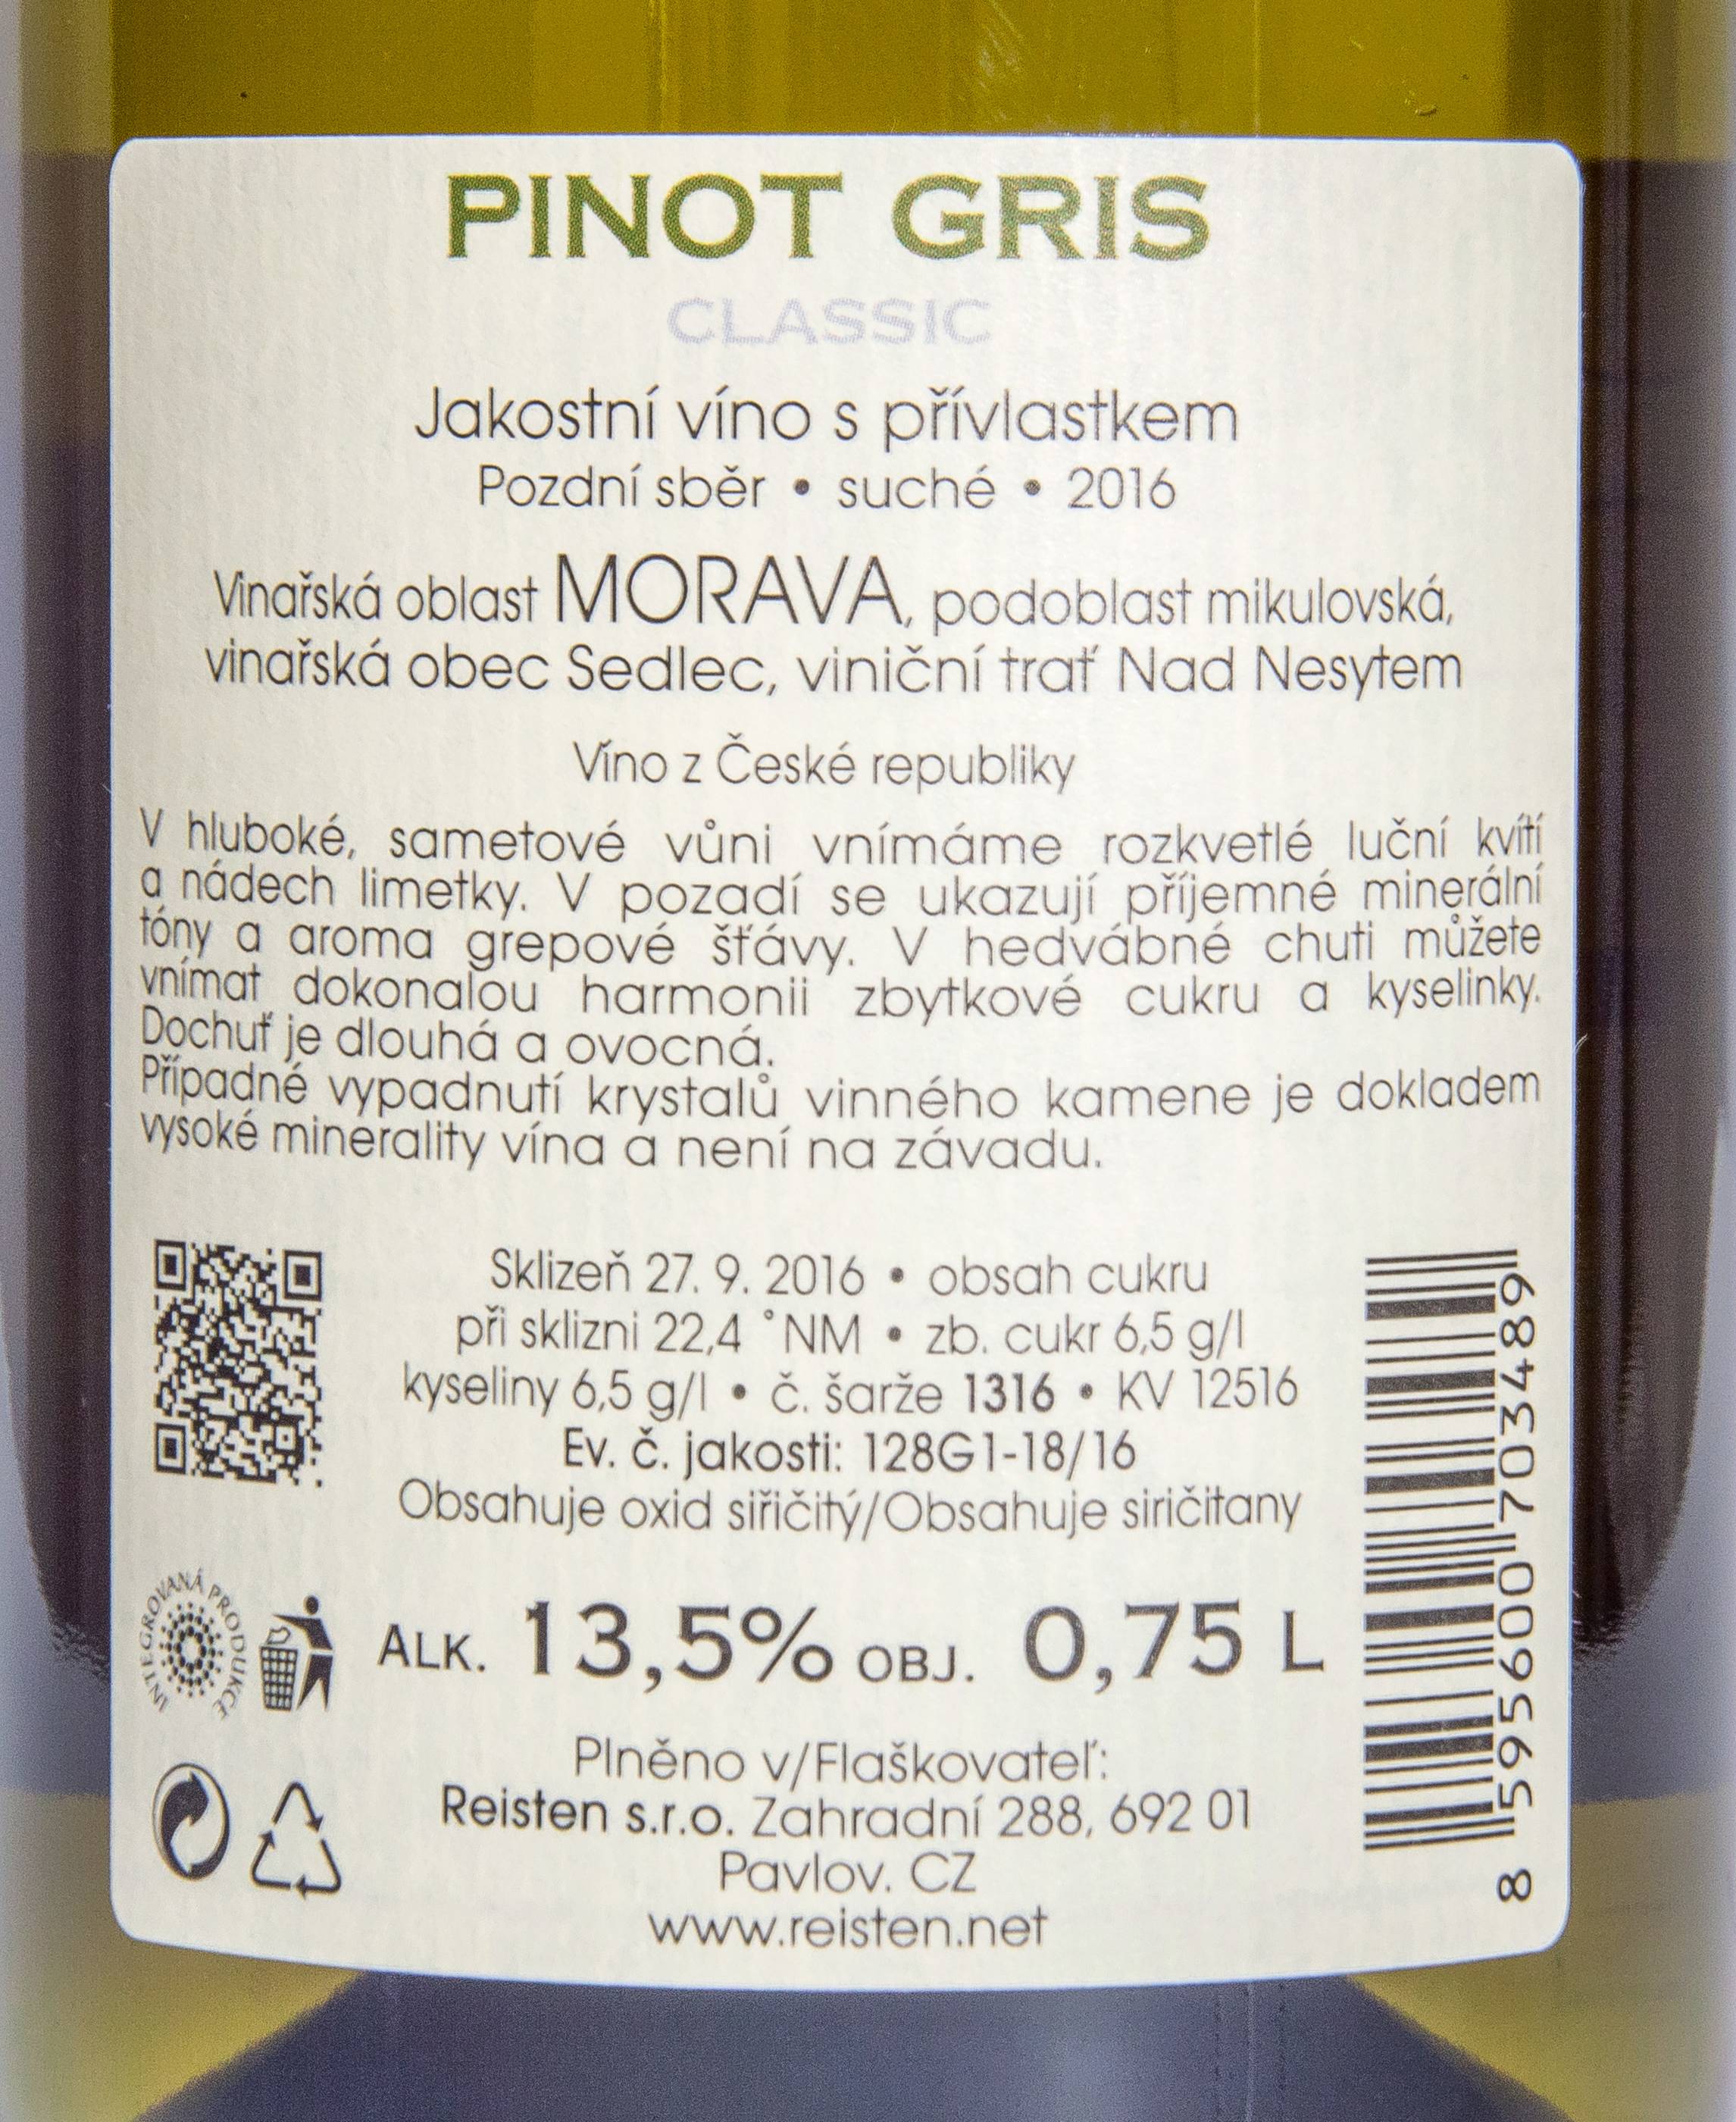 PINOT GRIS
CLASSIC
Jakostní víno s přívlastkem
Pozdní sběr • suché • 2016
Vinařská oblast MORAVA, podoblast mikulovská,
vinařská obec Sedlec, viniční trať Nad Nesytem
Víno z České republiky
V hluboké, sametové vůni vnímáme rozkvetlé luční kvítí
a nádech limetky. V pozadí se ukazují příjemné minerální
tóny a aroma grepové šťávy. V hedvábné chuti můžete
vnímat dokonalou harmonii zbytkové cukru a kyselinky.
Dochuť je dlouhá a ovocná.
Případné vypadnutí krystalů vinného kamene je dokladem
vysoké minerality vína a není na závadu.
Sklizeň 27. 9. 2016 • obsah cukru
při sklizni 22,4 °NM • zb. cukr 6,5 g/l
kyseliny 6,5 g/l • č. šarže 1316 • KV 12516
Ev. č. jakosti: 128G1-18/16
Obsahuje oxid siřičitý/Obsahuje siričitany
INTEGROVANÁ PRODUKCE
ALK. 13,5% OBJ. 0,75 L
Plněno v/Flaškovateľ:
Reisten s.r.o. Zahradní 288, 692 01
Pavlov. CZ
www.reisten.net
8 595600 703489